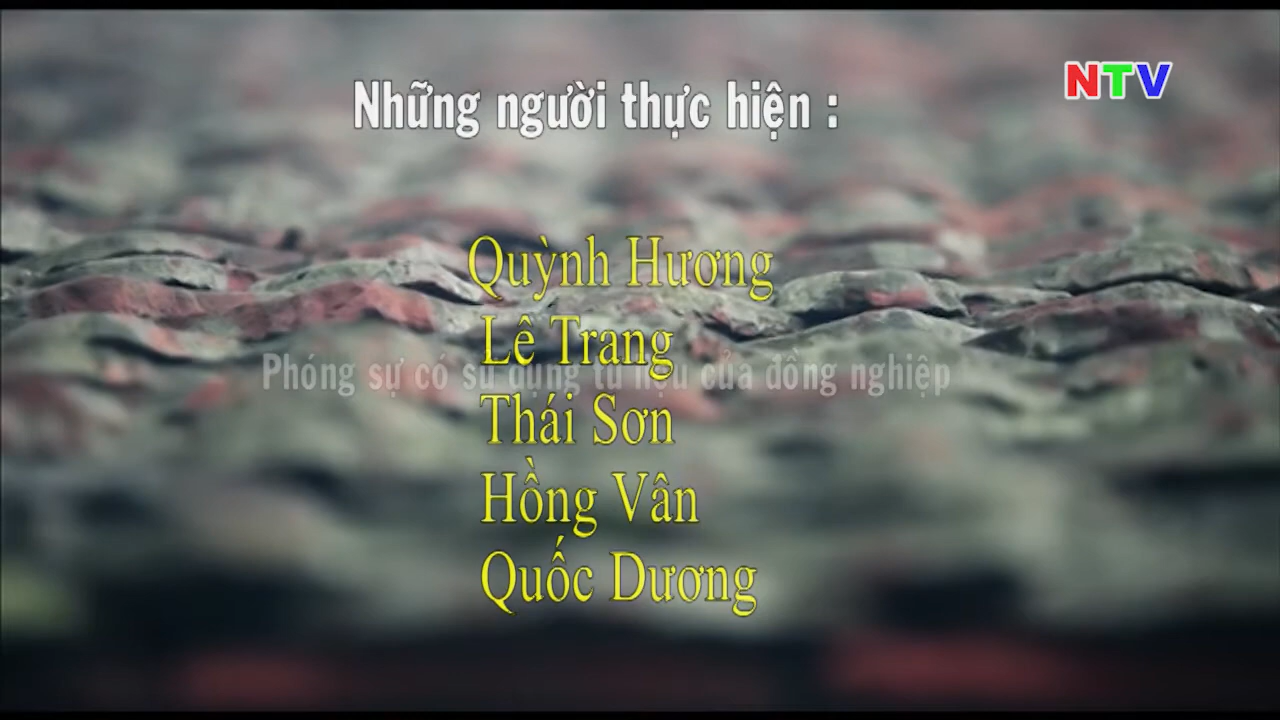 NTV
Những người thực hiện :
Quỳnh Hương
Lê Trang
Phóng sự có sử dụng tư liệu của đồng nghiệp
Thái Sơn
Hồng Vân
Quốc Dương